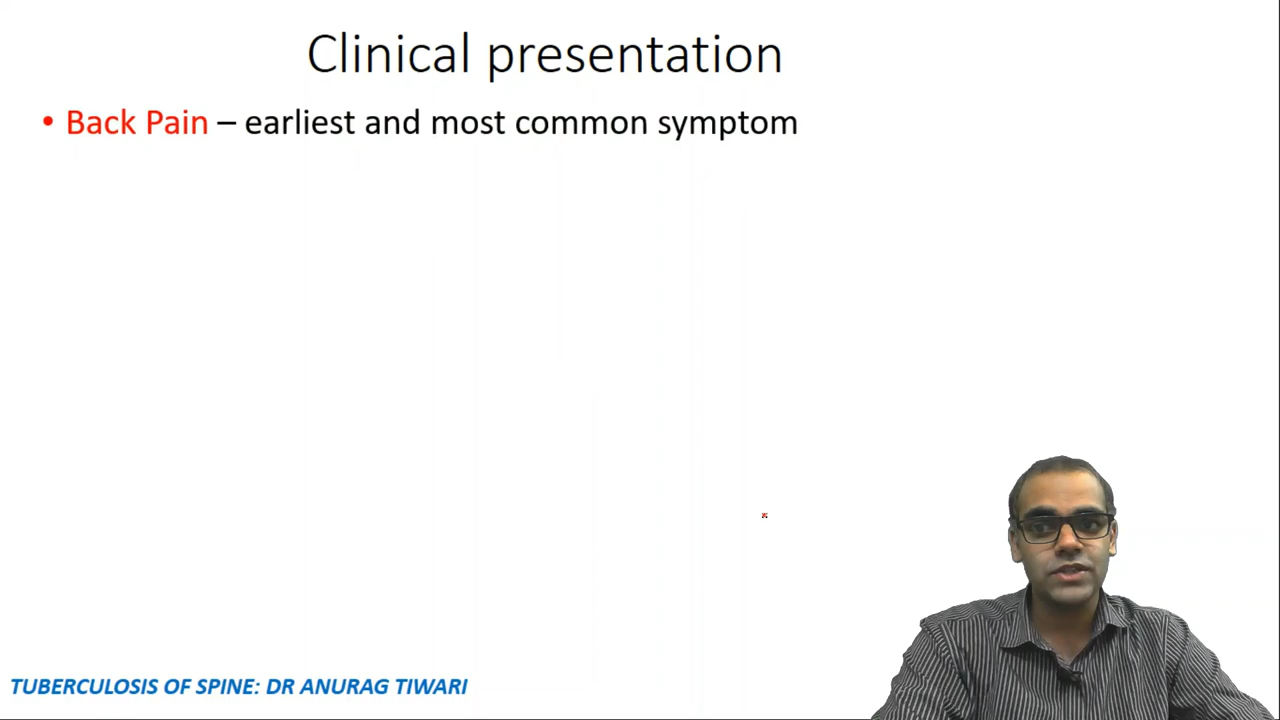 Clinical presentation
• Back Pain – earliest and most common symptom
TUBERCULOSIS OF SPINE: DR ANURAG TIWARI